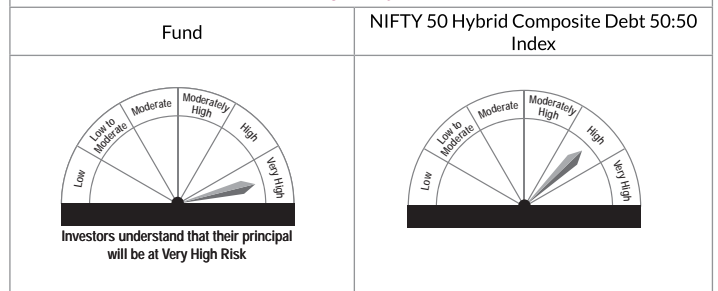 Fund
NIFTY 50 Hybrid Composite Debt 50:50
Index
Low
Low to
Moderate
Moderate
Moderately
High
High
Very High
Investors understand that their principal
will be at Very High Risk
Low
Low to
Moderate
Moderate
Moderately
High
High
Very High